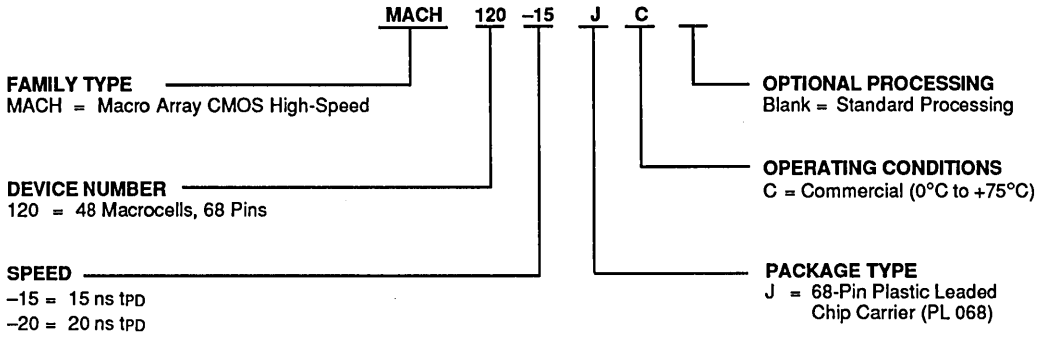 MACH 120 –15 J C
FAMILY TYPE
MACH = Macro Array CMOS High-Speed
DEVICE NUMBER
120 = 48 Macrocells, 68 Pins
SPEED
–15 = 15 ns tPD
–20 = 20 ns tPD
OPTIONAL PROCESSING
Blank = Standard Processing
OPERATING CONDITIONS
C = Commercial (0°C to +75°C)
PACKAGE TYPE
J = 68-Pin Plastic Leaded
Chip Carrier (PL 068)